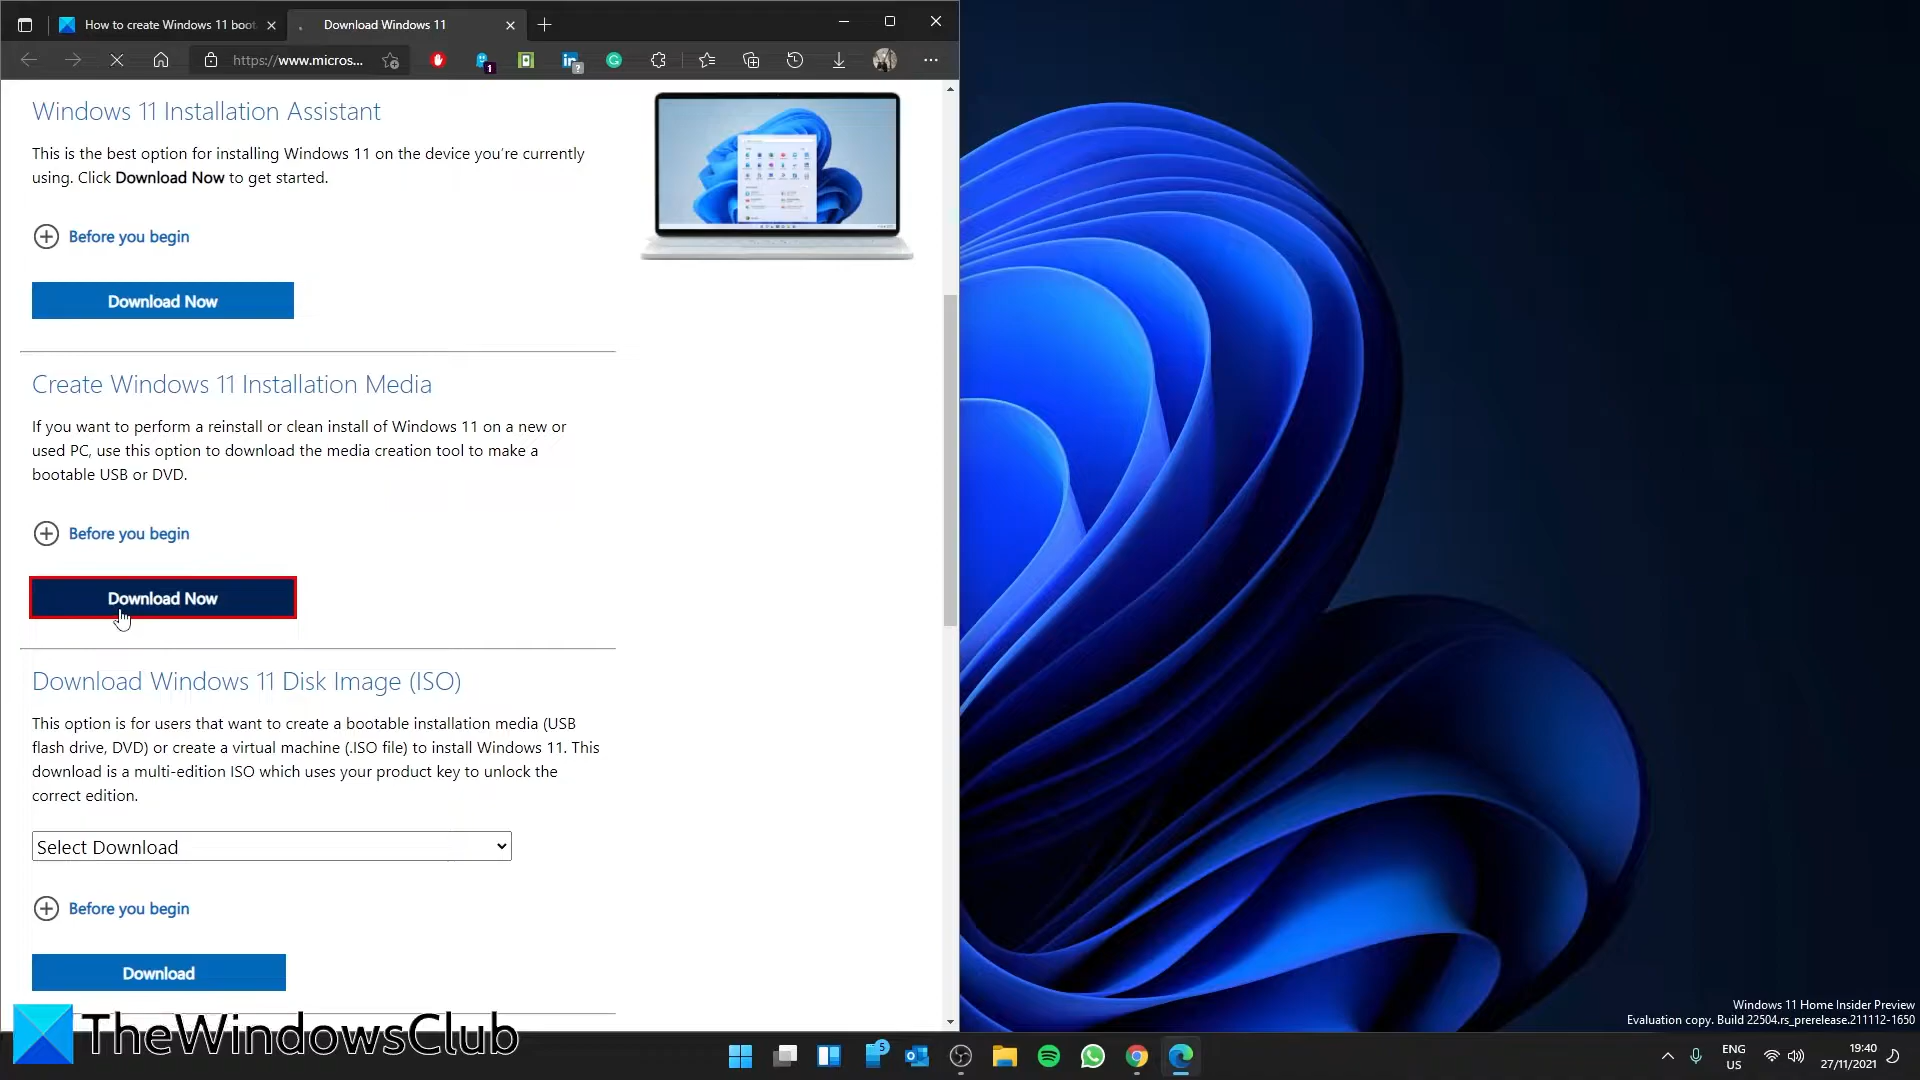 How to create Windows 11 boot
Download Windows 11
https://www.micros...
1
in
?
G
Windows 11 Installation Assistant
This is the best option for installing Windows 11 on the device you're currently
using. Click Download Now to get started.
Before you begin
Download Now
Create Windows 11 Installation Media
If you want to perform a reinstall or clean install of Windows 11 on a new or
used PC, use this option to download the media creation tool to make a
bootable USB or DVD.
Before you begin
Download Now
Download Windows 11 Disk Image (ISO)
This option is for users that want to create a bootable installation media (USB
flash drive, DVD) or create a virtual machine (.ISO file) to install Windows 11. This
download is a multi-edition ISO which uses your product key to unlock the
correct edition.
Select Download
Before you begin
Download
TheWindowsClub
Windows 11 Home Insider Preview
Evaluation copy. Build 22504.rs_prerelease.211112-1650
5
ENG
US
19:40
27/11/2021